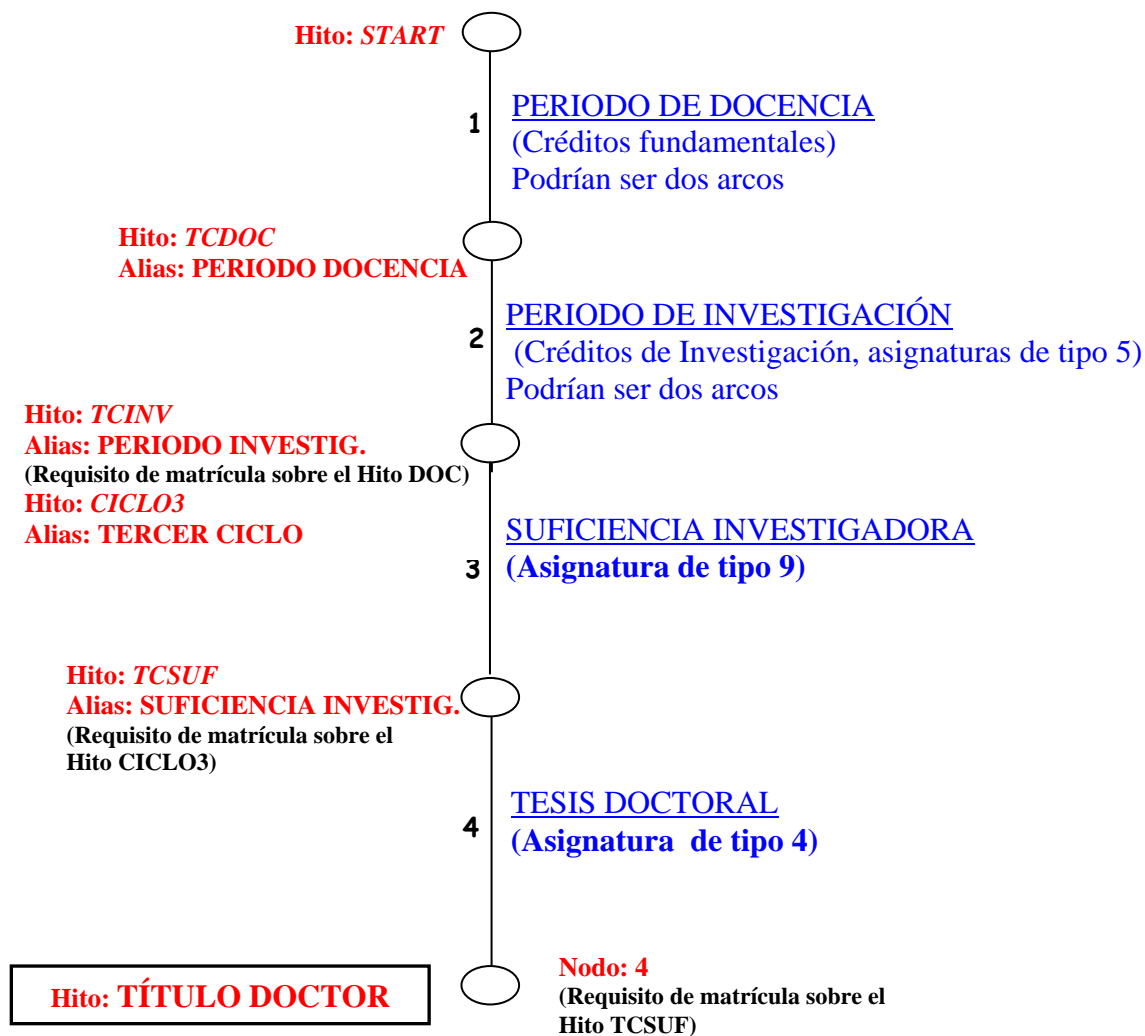 Hito: START
1
PERIODO DE DOCENCIA
(Créditos fundamentales)
Podrían ser dos arcos
Hito: TCDOC
Alias: PERIODO DOCENCIA
2
PERIODO DE INVESTIGACIÓN
(Créditos de Investigación, asignaturas de tipo 5)
Podrían ser dos arcos
Hito: TCINV
Alias: PERIODO INVESTIG.
(Requisito de matrícula sobre el Hito DOC)
Hito: CICLO3
Alias: TERCER CICLO
3
SUFICIENCIA INVESTIGADORA
(Asignatura de tipo 9)
Hito: TCSUF
Alias: SUFICIENCIA INVESTIG.
(Requisito de matrícula sobre el
Hito CICLO3)
4
TESIS DOCTORAL
(Asignatura de tipo 4)
Hito: TÍTULO DOCTOR
Nodo: 4
(Requisito de matrícula sobre el
Hito TCSUF)